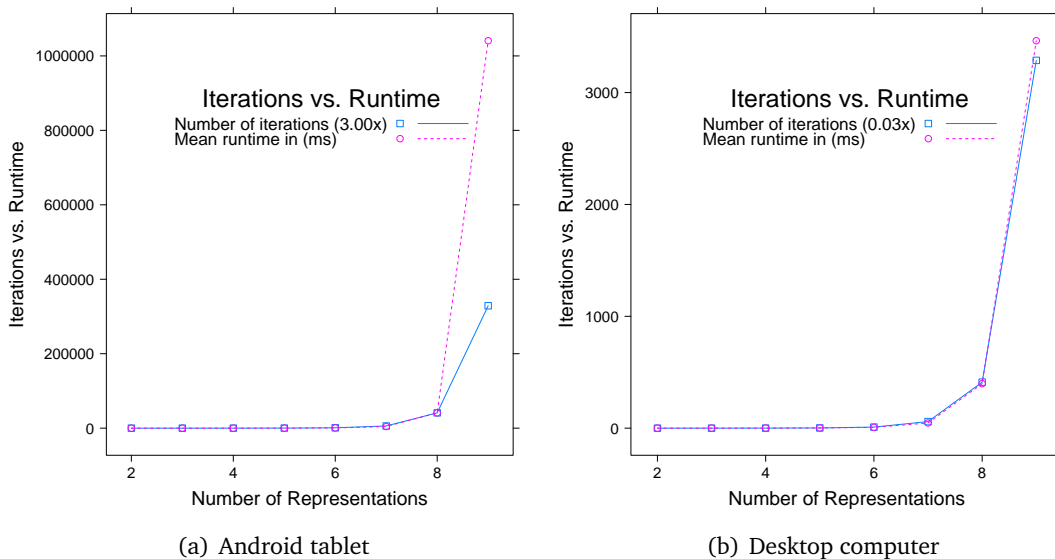 Iterations vs. Runtime
1000000
800000
600000
400000
200000
0
Iterations vs. Runtime
Number of iterations (3.00x)
Mean runtime in (ms)
2
4
6
8
Number of Representations
(a) Android tablet
Iterations vs. Runtime
3000
2000
1000
0
Iterations vs. Runtime
Number of iterations (0.03x)
Mean runtime in (ms)
2
4
6
8
Number of Representations
(b) Desktop computer